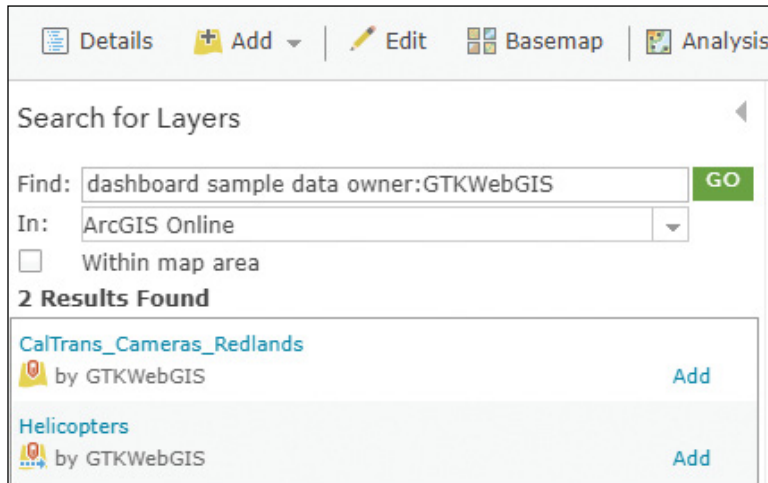 Details Add Edit Basemap Analysis
Search for Layers
Find: dashboard sample data owner:GTKWebGIS GO
In: ArcGIS Online
Within map area
2 Results Found
CalTrans_Cameras_Redlands
by GTKWebGIS Add
Helicopters
by GTKWebGIS Add